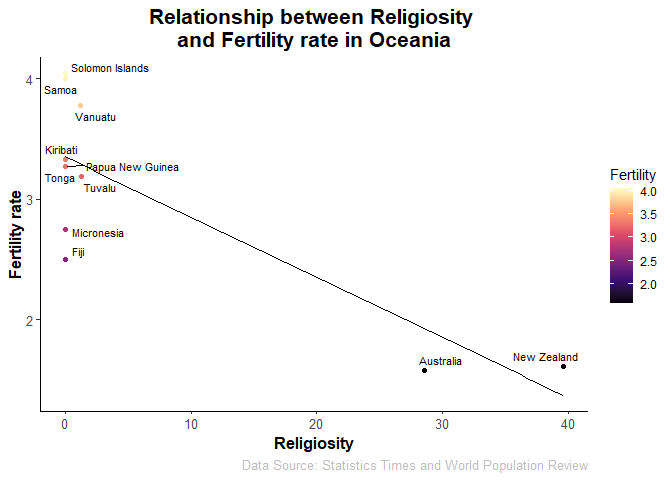 Relationship between Religiosity
and Fertility rate in Oceania
Fertility rate
4
3
2
Solomon Islands
Samoa
Vanuatu
Kiribati
Papua New Guinea
Tonga
Tuvalu
Micronesia
Fiji
Australia
New Zealand
0
10
20
30
40
Religiosity
Fertility
4.0
3.5
3.0
2.5
2.0
Data Source: Statistics Times and World Population Review